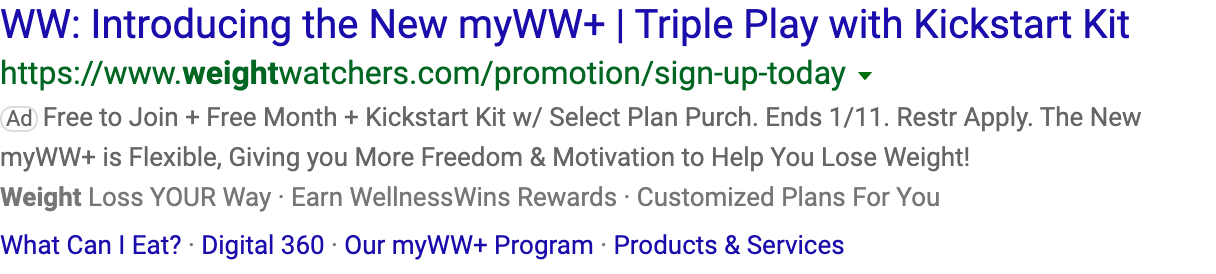 WW: Introducing the New myWW+ | Triple Play with Kickstart Kit
https://www.weightwatchers.com/promotion/sign-up-today
Ad Free to Join + Free Month + Kickstart Kit w/ Select Plan Purch. Ends 1/11. Restr Apply. The New
myWW+ is Flexible, Giving you More Freedom & Motivation to Help You Lose Weight!
Weight Loss YOUR Way · Earn WellnessWins Rewards · Customized Plans For You
What Can I Eat? · Digital 360 · Our myWW+ Program · Products & Services